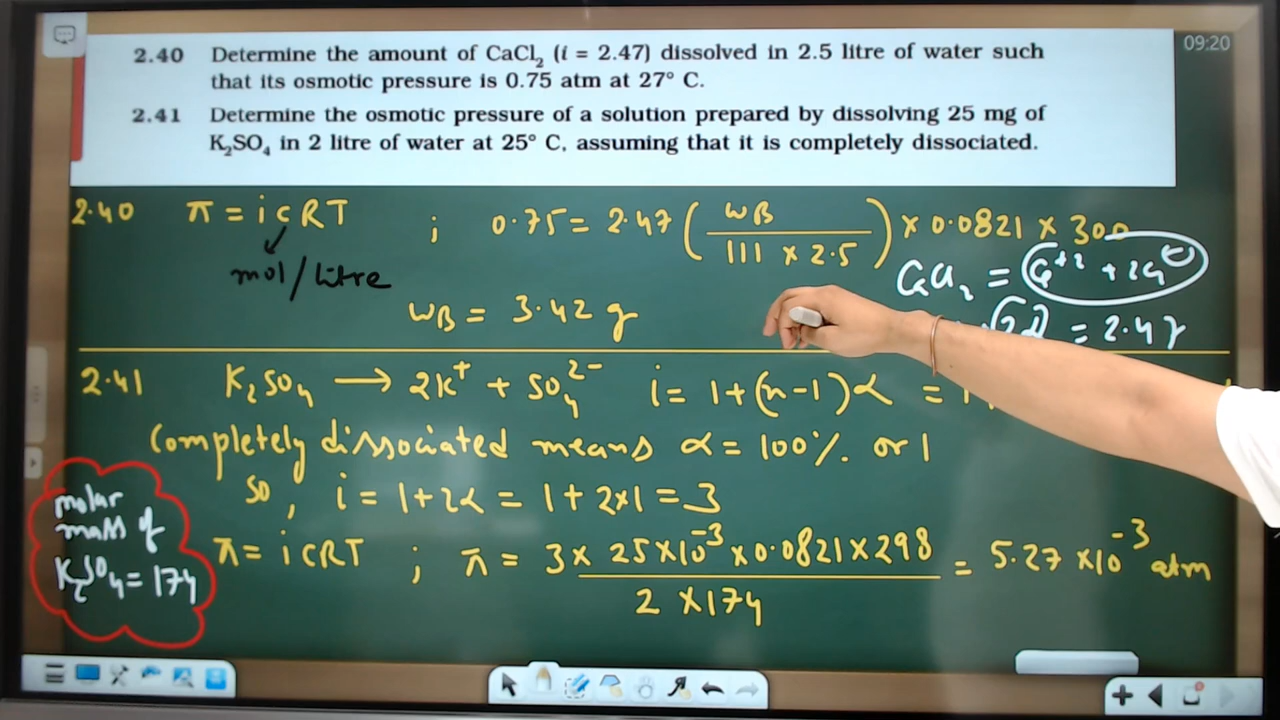 09:20
2.40 Determine the amount of CaCl₂ (i = 2.47) dissolved in 2.5 litre of water such
that its osmotic pressure is 0.75 atm at 27° C.
2.41 Determine the osmotic pressure of a solution prepared by dissolving 25 mg of
K₂SO₄ in 2 litre of water at 25° C, assuming that it is completely dissociated.
2.40 π = i c R T ; 0.75 = 2.47 ( WB / 111 × 2.5 ) × 0.0821 × 300
mol/litre
WB = 3.42 g
= 2.47
2.41 K₂SO₄ ⟶ 2K⁺ + SO₄²⁻ i = 1+(n−1)α =
Completely dissociated means α = 100% or 1
so, i = 1+2α = 1+2×1 = 3
molar
mass of
K₂SO₄ = 174
π = i CRT ; π = 3 × 25×10⁻³ × 0.0821 × 298 / 2 × 174 = 5.27 × 10⁻³ atm